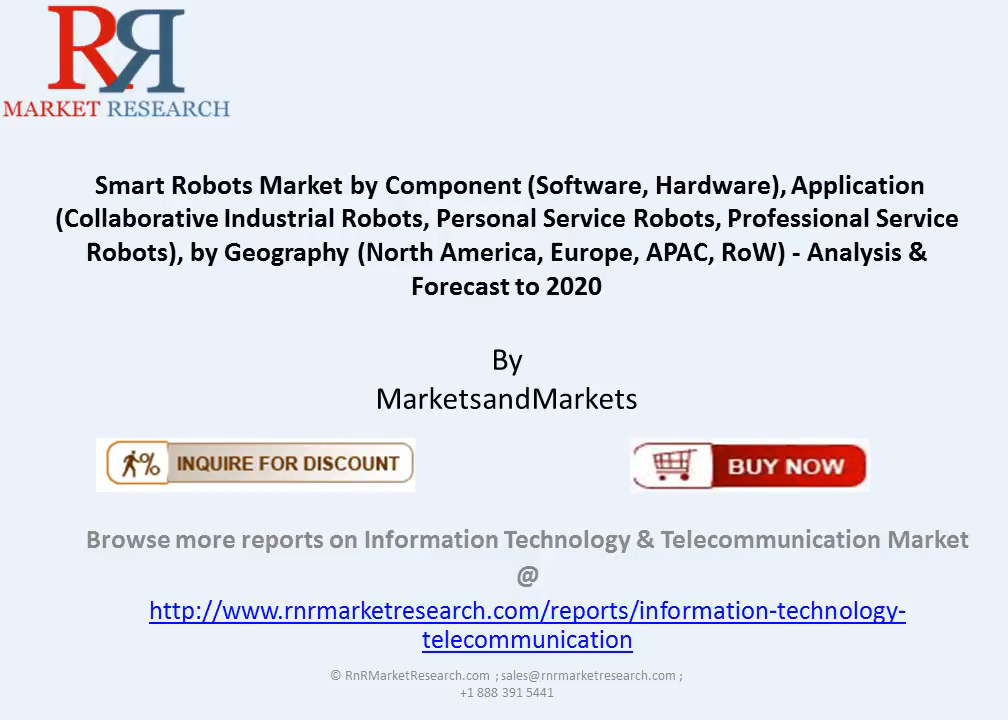 RR
MARKET RESEARCH
Smart Robots Market by Component (Software, Hardware), Application
(Collaborative Industrial Robots, Personal Service Robots, Professional Service
Robots), by Geography (North America, Europe, APAC, RoW) - Analysis &
Forecast to 2020
By
MarketsandMarkets
% INQUIRE FOR DISCOUNT
BUY NOW
Browse more reports on Information Technology & Telecommunication Market
@
http://www.rnrmarketresearch.com/reports/information-technology-
telecommunication
© RnRMarketResearch.com ; sales@rnrmarketresearch.com ;
+1 888 391 5441